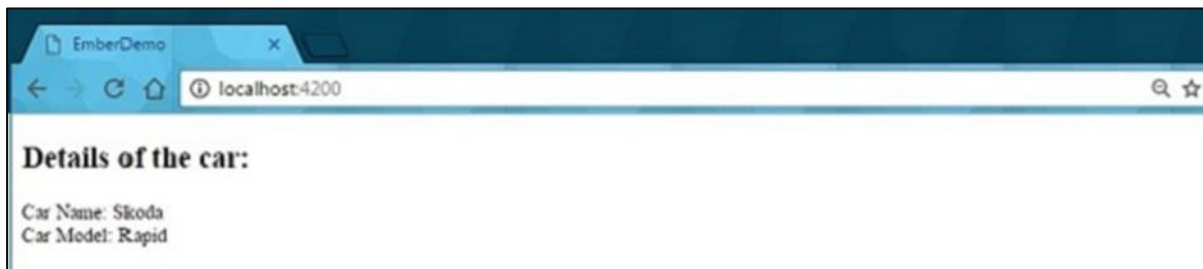 EmberDemo
localhost:4200
Details of the car:
Car Name: Skoda
Car Model: Rapid